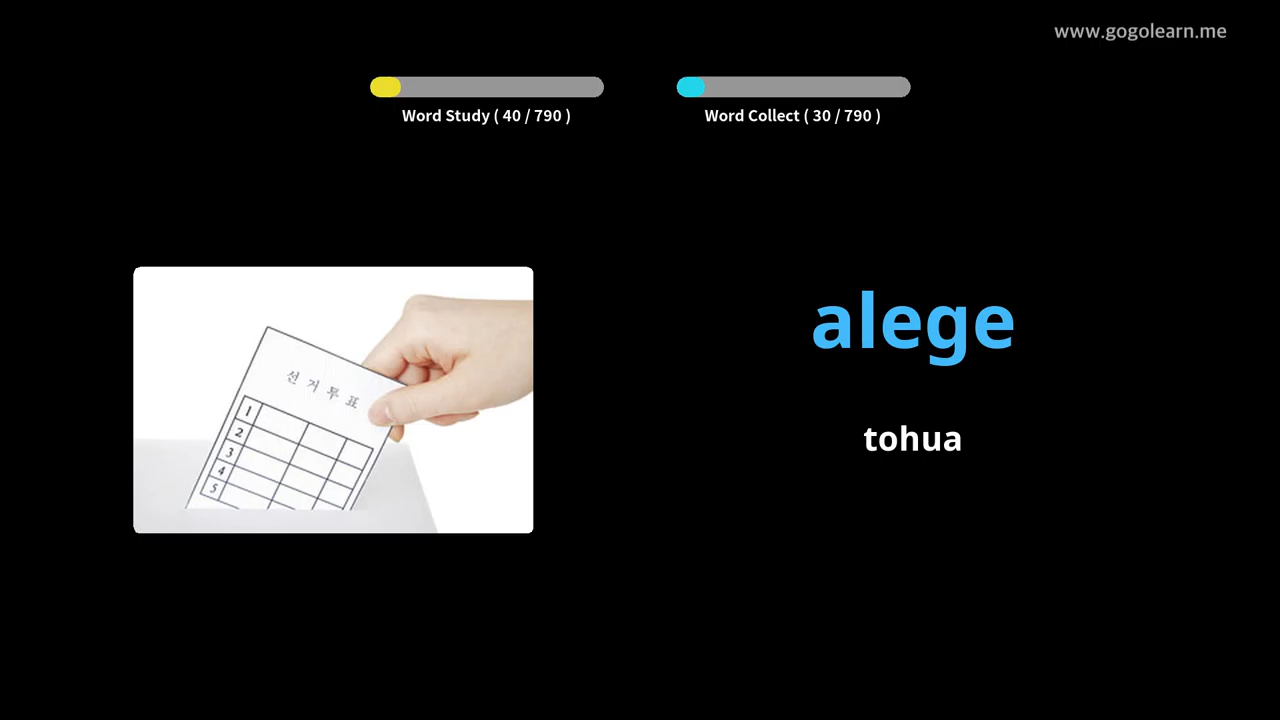 www.gogolearn.me
Word Study ( 40 / 790 )
Word Collect ( 30 / 790 )
alege
tohua
선거투표
1
2
3
4
5